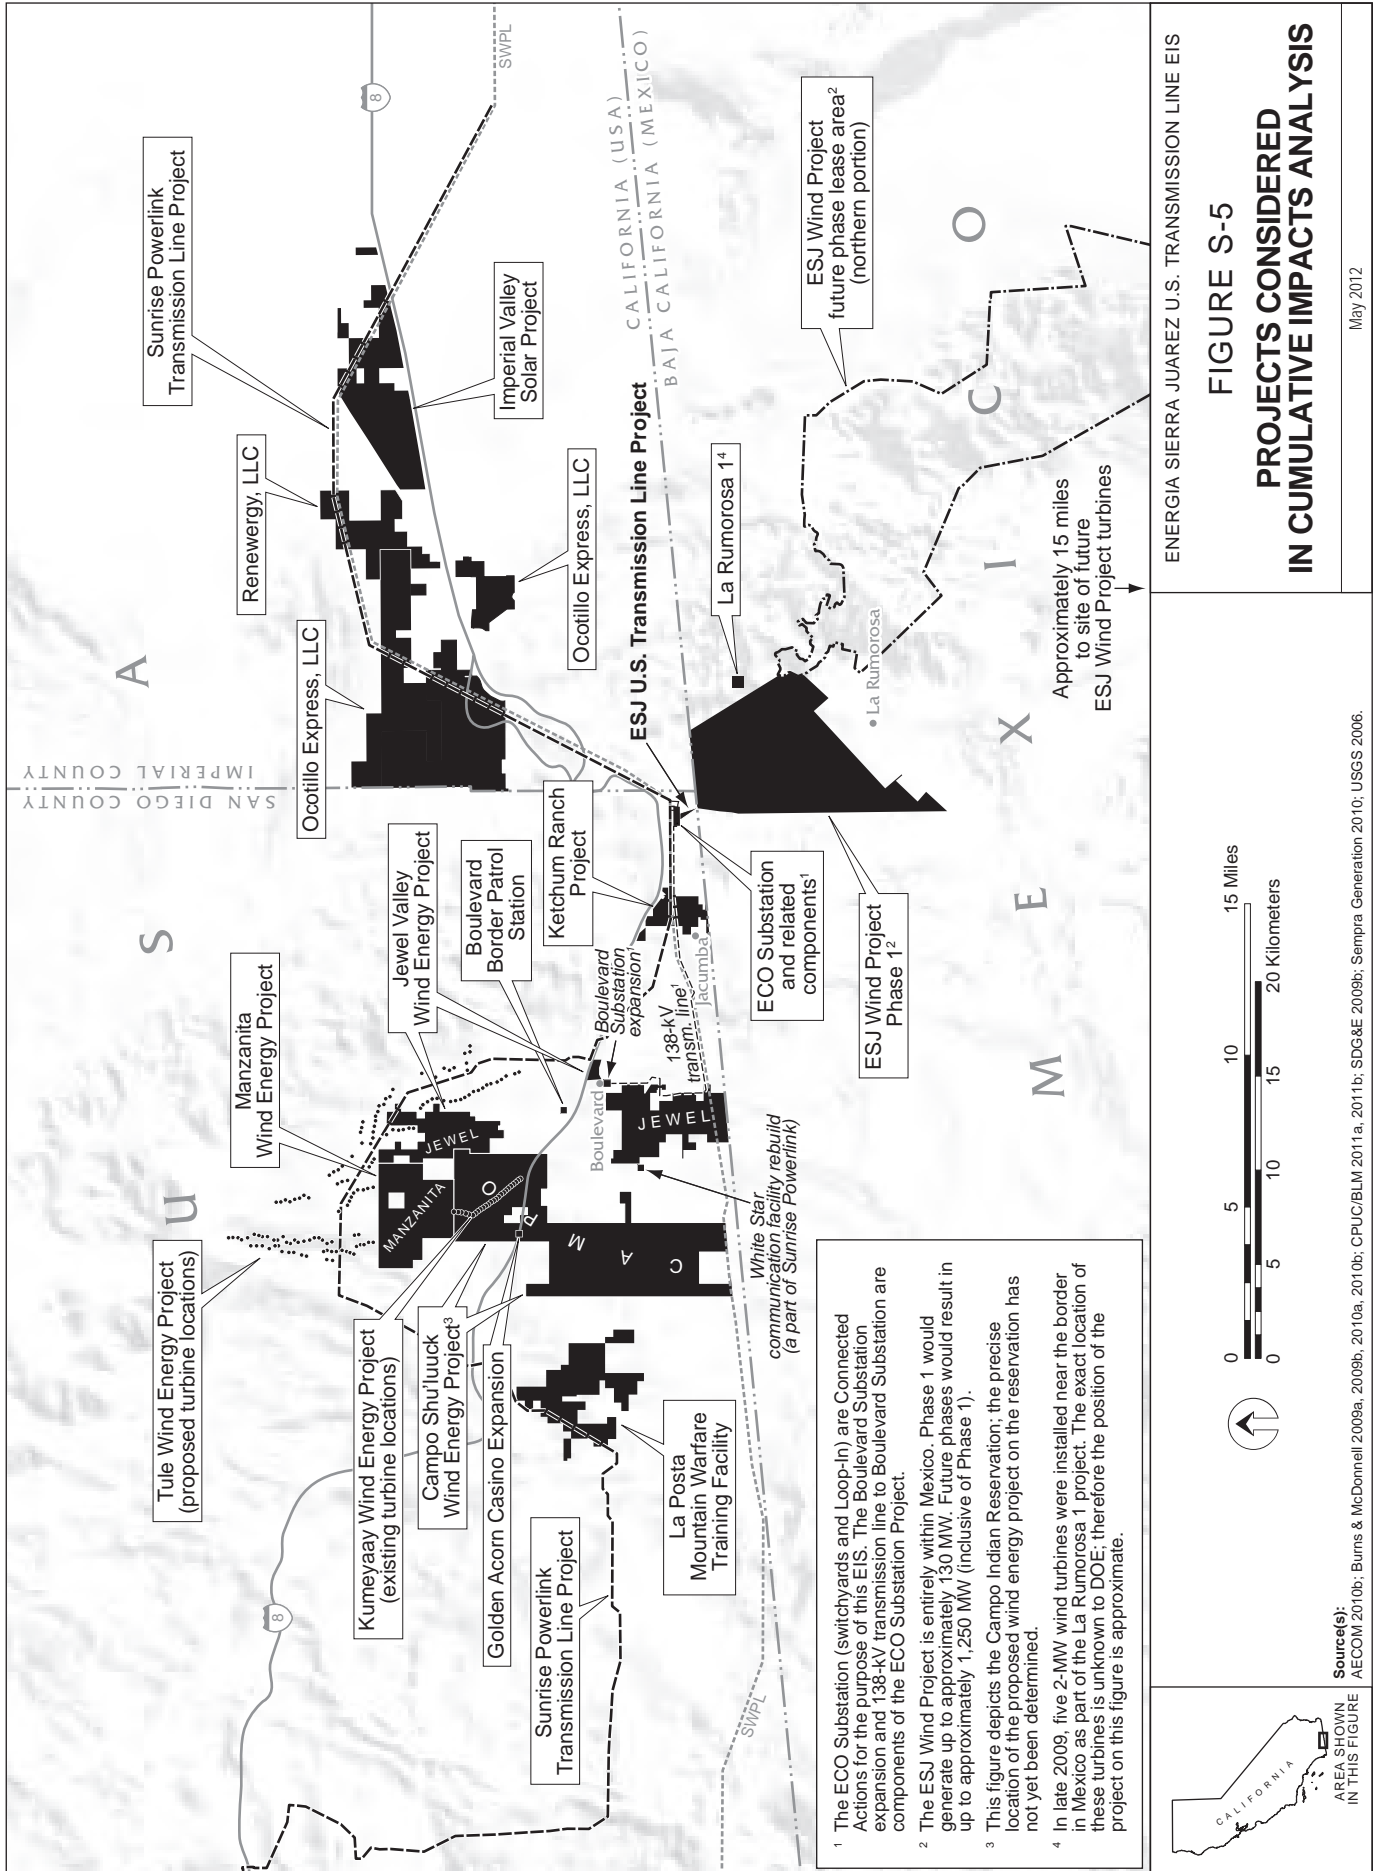 Sunrise Powerlink
Transmission Line Project
8
SWPL
Renewergy, LLC
Imperial Valley
Solar Project
Ocotillo Express, LLC
Ocotillo Express, LLC
U S A
SAN DIEGO COUNTY
IMPERIAL COUNTY
CALIFORNIA (USA)
BAJA CALIFORNIA (MEXICO)
ESJ U.S. Transmission Line Project
La Rumorosa 1⁴
ESJ Wind Project
future phase lease area²
(northern portion)
La Rumorosa
Approximately 15 miles
to site of future
ESJ Wind Project turbines
M E X I C O
Manzanita
Wind Energy Project
Jewel Valley
Wind Energy Project
Boulevard
Border Patrol
Station
Ketchum Ranch
Project
Boulevard
Substation
expansion¹
138-kV
transm. line¹
Jacumba
ECO Substation
and related
components¹
ESJ Wind Project
Phase 1²
Tule Wind Energy Project
(proposed turbine locations)
Kumeyaay Wind Energy Project
(existing turbine locations)
Campo Shu'luuck
Wind Energy Project³
Golden Acorn Casino Expansion
MANZANITA
JEWEL
JEWEL
C A M P O
Boulevard
White Star
communication facility rebuild
(a part of Sunrise Powerlink)
La Posta
Mountain Warfare
Training Facility
Sunrise Powerlink
Transmission Line Project
8
SWPL
1 The ECO Substation (switchyards and Loop-In) are Connected
Actions for the purpose of this EIS. The Boulevard Substation
expansion and 138-kV transmission line to Boulevard Substation are
components of the ECO Substation Project.
2 The ESJ Wind Project is entirely within Mexico. Phase 1 would
generate up to approximately 130 MW. Future phases would result in
up to approximately 1,250 MW (inclusive of Phase 1).
3 This figure depicts the Campo Indian Reservation; the precise
location of the proposed wind energy project on the reservation has
not yet been determined.
4 In late 2009, five 2-MW wind turbines were installed near the border
in Mexico as part of the La Rumorosa 1 project. The exact location of
these turbines is unknown to DOE; therefore the position of the
project on this figure is approximate.
CALIFORNIA
AREA SHOWN
IN THIS FIGURE
0 5 10 15 Miles
0 5 10 15 20 Kilometers
Source(s):
AECOM 2010b; Burns & McDonnell 2009a, 2009b, 2010a, 2010b; CPUC/BLM 2011a, 2011b; SDG&E 2009b; Sempra Generation 2010; USGS 2006.
ENERGIA SIERRA JUAREZ U.S. TRANSMISSION LINE EIS
FIGURE S-5
PROJECTS CONSIDERED
IN CUMULATIVE IMPACTS ANALYSIS
May 2012